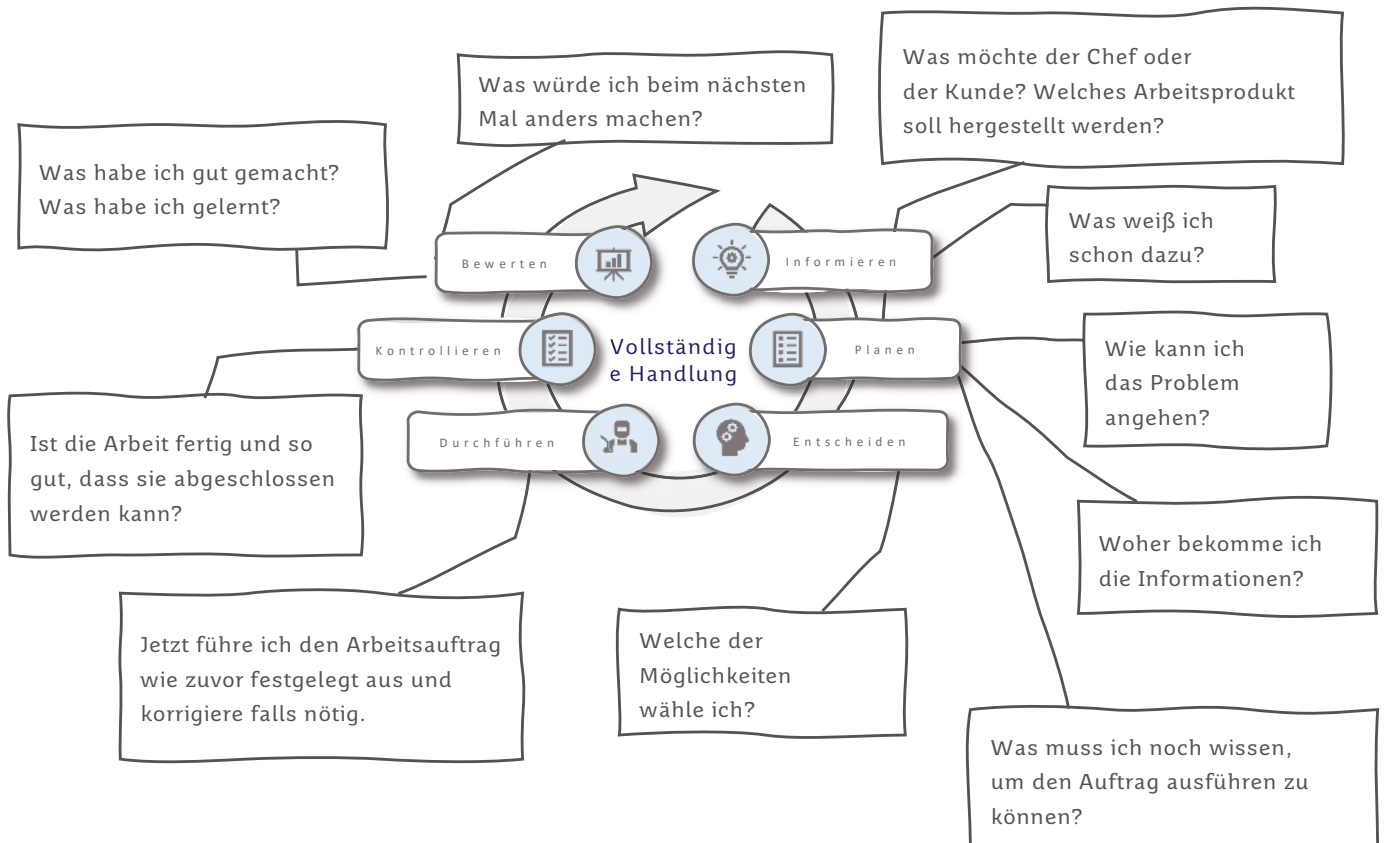 Was möchte der Chef oder
der Kunde? Welches Arbeitsprodukt
soll hergestellt werden?
Was würde ich beim nächsten
Mal anders machen?
Was habe ich gut gemacht?
Was habe ich gelernt?
Was weiß ich
schon dazu?
Bewerten
Informieren
Kontrollieren
Vollständig
e Handlung
Planen
Wie kann ich
das Problem
angehen?
Durchführen
Entscheiden
Ist die Arbeit fertig und so
gut, dass sie abgeschlossen
werden kann?
Woher bekomme ich
die Informationen?
Jetzt führe ich den Arbeitsauftrag
wie zuvor festgelegt aus und
korrigiere falls nötig.
Welche der
Möglichkeiten
wähle ich?
Was muss ich noch wissen,
um den Auftrag ausführen zu
können?